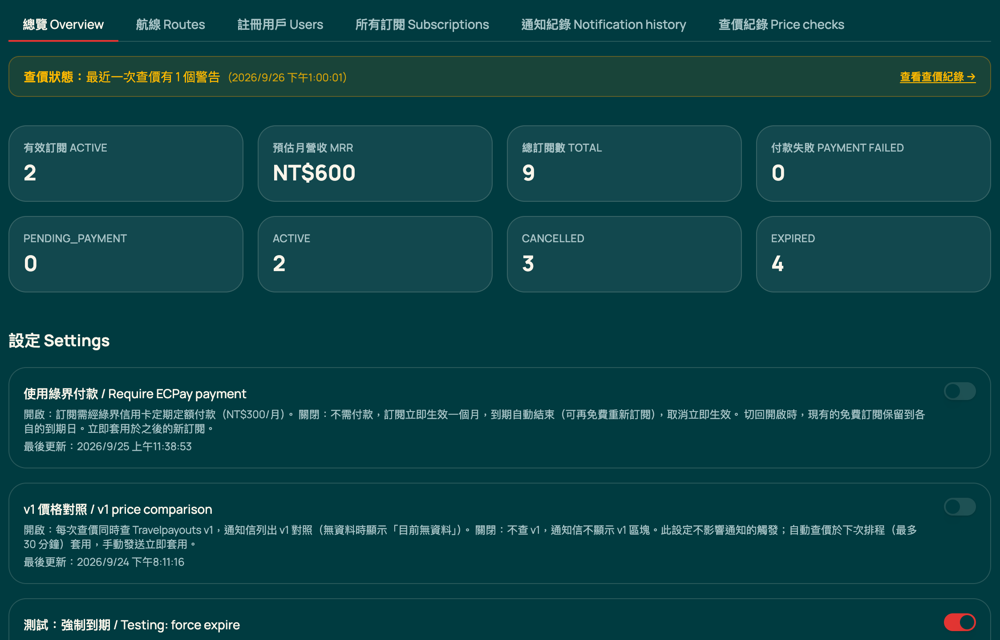 總覽 Overview
航線 Routes
註冊用戶 Users
所有訂閱 Subscriptions
通知紀錄 Notification history
查價紀錄 Price checks
查價狀態：最近一次查價有 1 個警告（2026/9/26 下午1:00:01）
查看查價紀錄 →
有效訂閱 ACTIVE
2
預估月營收 MRR
NT$600
總訂閱數 TOTAL
9
付款失敗 PAYMENT FAILED
0
PENDING_PAYMENT
0
ACTIVE
2
CANCELLED
3
EXPIRED
4
設定 Settings
使用綠界付款 / Require ECPay payment
開啟：訂閱需經綠界信用卡定期定額付款（NT$300/月）。 關閉：不需付款，訂閱立即生效一個月，到期自動結束（可再免費重新訂閱），取消立即生效。 切回開啟時，現有的免費訂閱保留到各
自的到期日。立即套用於之後的新訂閱。
最後更新：2026/9/25 上午11:38:53
v1 價格對照 / v1 price comparison
開啟：每次查價同時查 Travelpayouts v1，通知信列出 v1 對照（無資料時顯示「目前無資料」）。 關閉：不查 v1，通知信不顯示 v1 區塊。此設定不影響通知的觸發；自動查價於下次排程（最多
30 分鐘）套用，手動發送立即套用。
最後更新：2026/9/24 下午8:11:16
測試：強制到期 / Testing: force expire